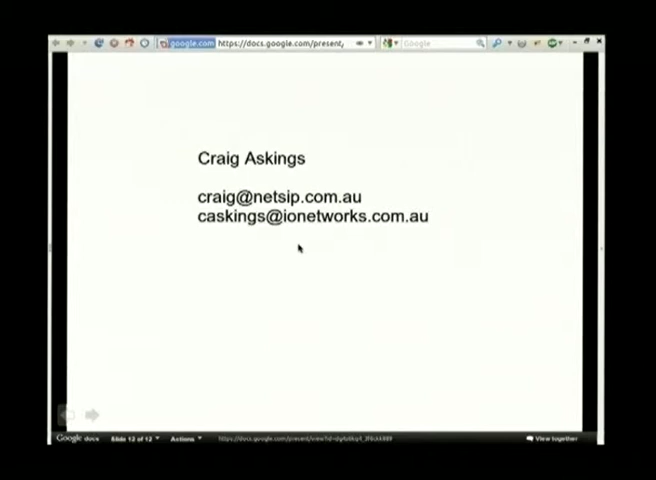 google.com https://docs.google.com/present/
Google
Craig Askings
craig@netsip.com.au
caskings@ionetworks.com.au
Google docs Slide 12 of 12 Actions View together